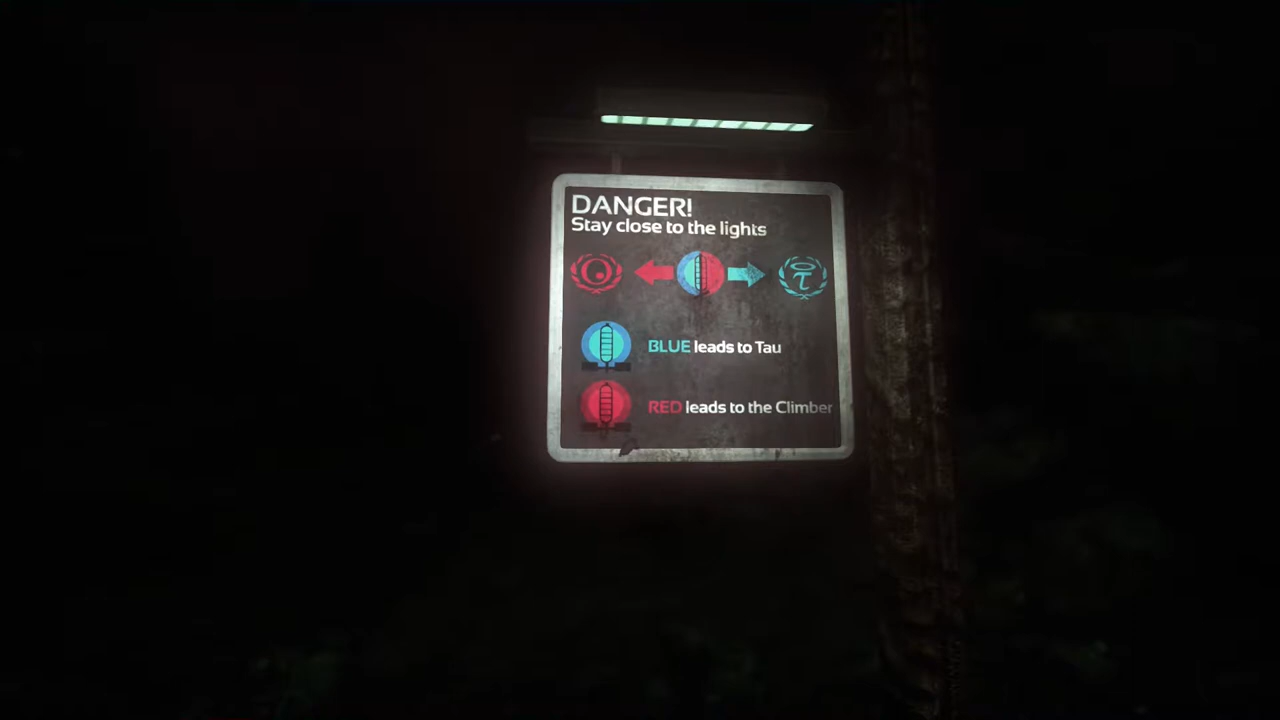 DANGER!
Stay close to the lights
τ
BLUE leads to Tau
RED leads to the Climber